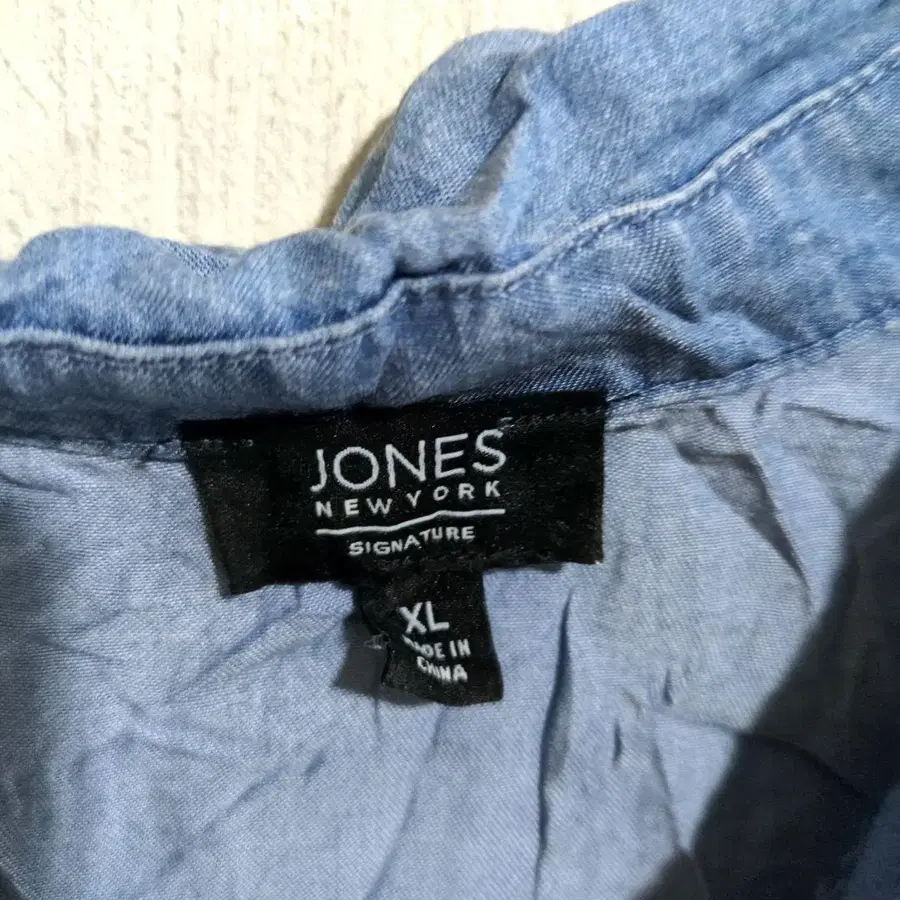 JONES
NEW YORK
SIGNATURE
XL
MADE IN
CHINA